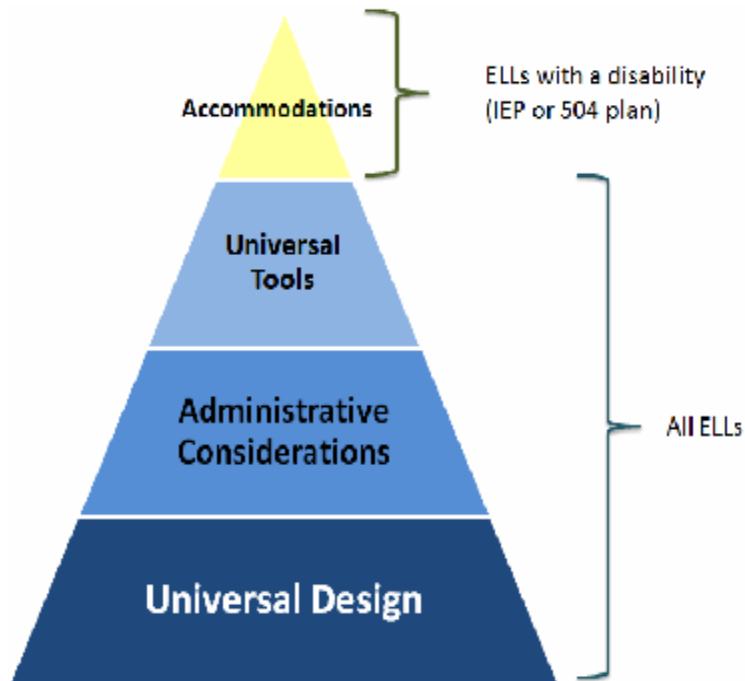 Accommodations
ELLs with a disability
(IEP or 504 plan)
Universal
Tools
Administrative
Considerations
All ELLs
Universal Design